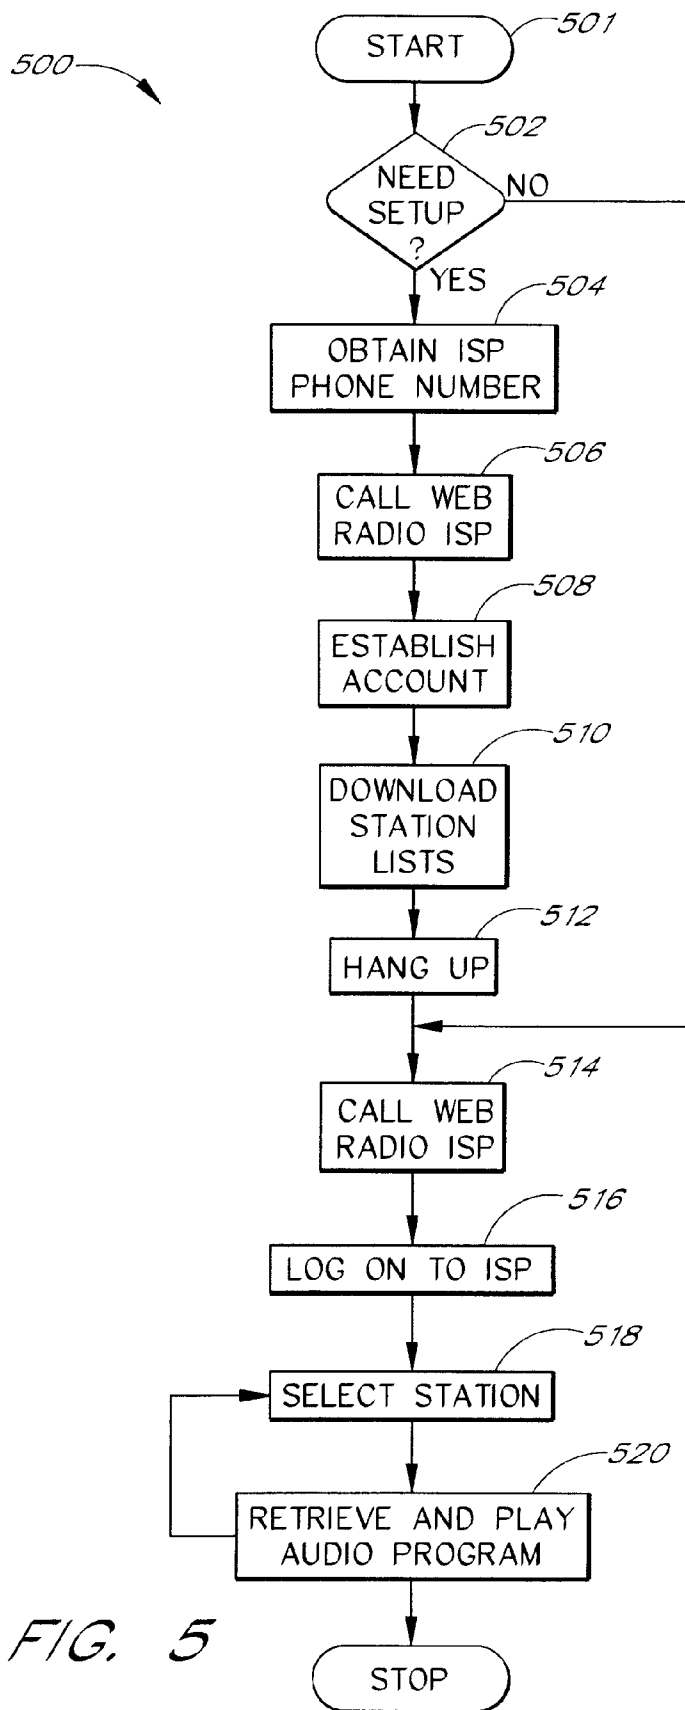 START
501
500
502
NEED
SETUP
?
NO
YES
504
OBTAIN ISP
PHONE NUMBER
506
CALL WEB
RADIO ISP
508
ESTABLISH
ACCOUNT
510
DOWNLOAD
STATION
LISTS
512
HANG UP
514
CALL WEB
RADIO ISP
516
LOG ON TO ISP
518
SELECT STATION
520
RETRIEVE AND PLAY
AUDIO PROGRAM
FIG. 5
STOP